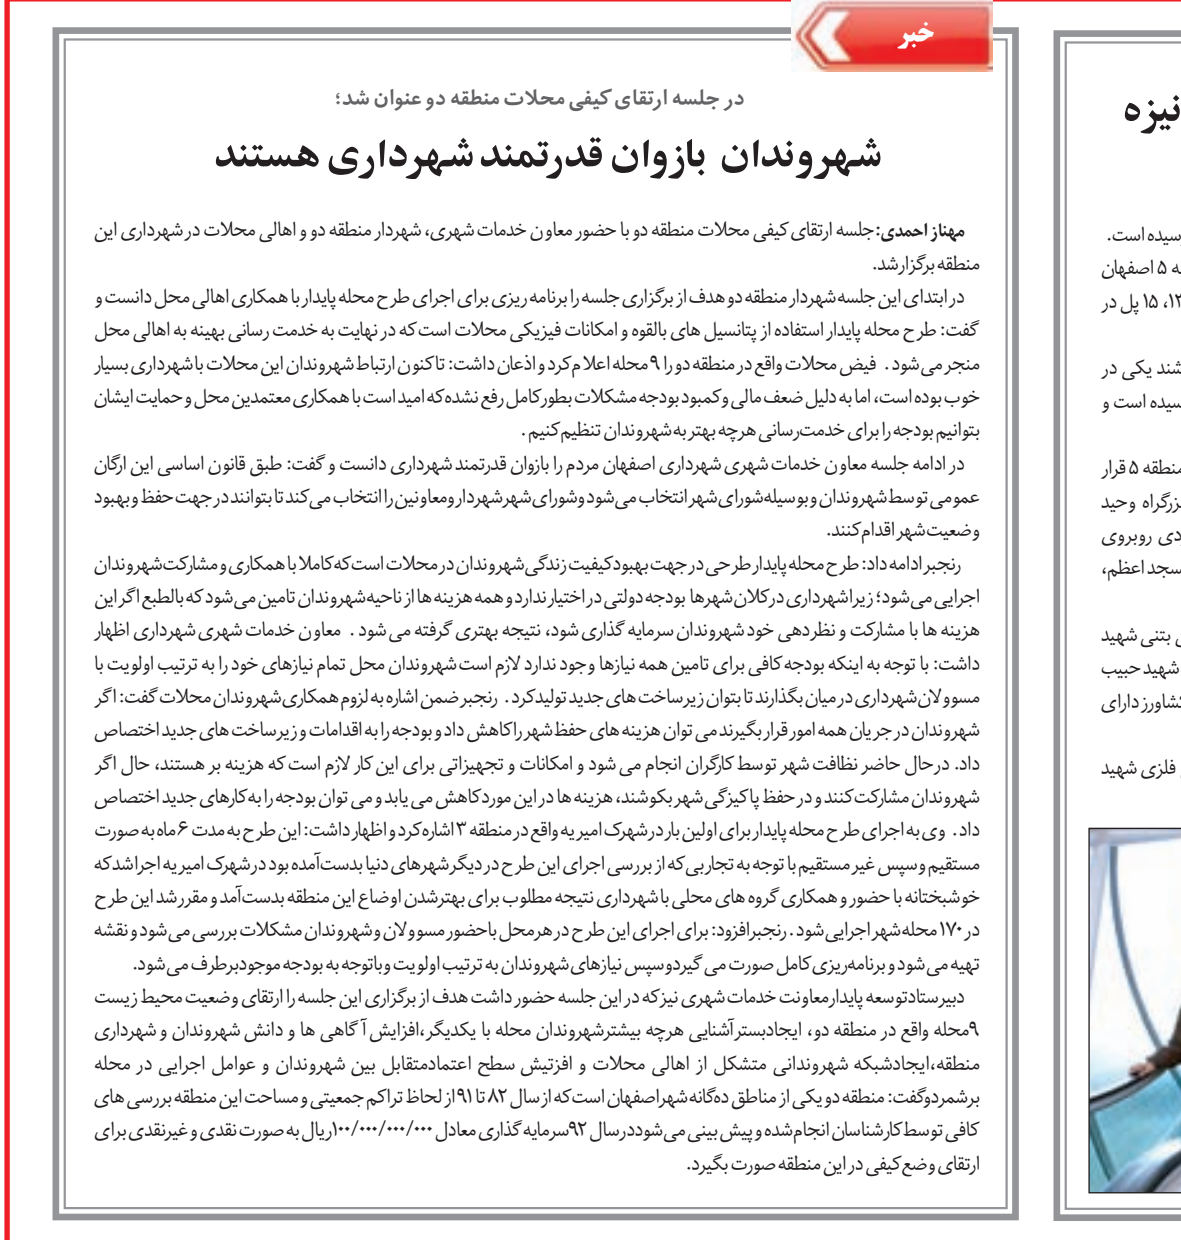 خبر
در جلسه ارتقای کیفی محلات منطقه دو عنوان شد؛
شهروندان بازوان قدرتمند شهرداری هستند
مهناز احمدی: جلسه ارتقای کیفی محلات منطقه دو با حضور معاون خدمات شهری، شهردار منطقه دو و اهالی محلات در شهرداری این
منطقه برگزار شد.
در ابتدای این جلسه شهردار منطقه دو هدف از برگزاری جلسه را برنامه ریزی برای اجرای طرح محله پایدار با همکاری اهالی محل دانست و
گفت: طرح محله پایدار استفاده از پتانسیل های بالقوه و امکانات فیزیکی محلات است که در نهایت به خدمت رسانی بهینه به اهالی محل
منجر می شود . فیض محلات واقع در منطقه دو را ۹ محله اعلام کرد و اذعان داشت: تاکنون ارتباط شهروندان این محلات با شهرداری بسیار
خوب بوده است، اما به دلیل ضعف مالی و کمبود بودجه مشکلات بطور کامل رفع نشده که امید است با همکاری معتمدین محل و حمایت ایشان
بتوانیم بودجه را برای خدمت‌رسانی هرچه بهتر به شهروندان تنظیم کنیم .
در ادامه جلسه معاون خدمات شهری شهرداری اصفهان مردم را بازوان قدرتمند شهرداری دانست و گفت: طبق قانون اساسی این ارگان
عمومی توسط شهروندان و بوسیله شورای شهر انتخاب می شود و شورای شهر شهردار و معاونین را انتخاب می کند تا بتوانند در جهت حفظ و بهبود
وضعیت شهر اقدام کنند.
رنجبر ادامه داد: طرح محله پایدار طرحی در جهت بهبود کیفیت زندگی شهروندان در محلات است که کاملا با همکاری و مشارکت شهروندان
اجرایی می شود؛ زیرا شهرداری در کلان شهرها بودجه دولتی در اختیار ندارد و همه هزینه ها از ناحیه شهروندان تامین می شود که بالطبع اگر این
هزینه ها با مشارکت و نظردهی خود شهروندان سرمایه گذاری شود، نتیجه بهتری گرفته می شود . معاون خدمات شهری شهرداری اظهار
داشت: با توجه به اینکه بودجه کافی برای تامین همه نیازها وجود ندارد لازم است شهروندان محل تمام نیازهای خود را به ترتیب اولویت با
مسوولان شهرداری در میان بگذارند تا بتوان زیرساخت های جدید تولید کرد . رنجبر ضمن اشاره به لزوم همکاری شهروندان محلات گفت: اگر
شهروندان در جریان همه امور قرار بگیرند می توان هزینه های حفظ شهر را کاهش داد و بودجه را به اقدامات و زیرساخت های جدید اختصاص
داد. درحال حاضر نظافت شهر توسط کارگران انجام می شود و امکانات و تجهیزاتی برای این کار لازم است که هزینه بر هستند، حال اگر
شهروندان مشارکت کنند و در حفظ پاکیزگی شهر بکوشند، هزینه ها در این مورد کاهش می یابد و می توان بودجه را به کارهای جدید اختصاص
داد . وی به اجرای طرح محله پایدار برای اولین بار در شهرک امیریه واقع در منطقه ۳ اشاره کرد و اظهار داشت: این طرح به مدت ۶ ماه به صورت
مستقیم و سپس غیر مستقیم با توجه به تجاربی که از بررسی اجرای این طرح در دیگر شهرهای دنیا بدست آمده بود در شهرک امیریه اجرا شد که
خوشبختانه با حضور و همکاری گروه های محلی با شهرداری نتیجه مطلوب برای بهتر شدن اوضاع این منطقه بدست آمد و مقرر شد این طرح
در ۱۷۰ محله شهر اجرایی شود . رنجبر افزود: برای اجرای این طرح در هر محل با حضور مسوولان و شهروندان مشکلات بررسی می شود و نقشه
تهیه می شود و برنامه ریزی کامل صورت می گیرد و سپس نیازهای شهروندان به ترتیب اولویت و با توجه به بودجه موجود برطرف می شود.
دبیر ستاد توسعه پایدار معاونت خدمات شهری نیز که در این جلسه حضور داشت هدف از برگزاری این جلسه را ارتقای وضعیت محیط زیست
۹ محله واقع در منطقه دو، ایجاد بستر آشنایی هرچه بیشتر شهروندان محله با یکدیگر ،افزایش آگاهی ها و دانش شهروندان و شهرداری
منطقه، ایجاد شبکه شهروندانی متشکل از اهالی محلات و افزتیش سطح اعتماد متقابل بین شهروندان و عوامل اجرایی در محله
برشمرد و گفت: منطقه دو یکی از مناطق ده گانه شهر اصفهان است که از سال ۸۲ تا ۹۱ از لحاظ تراکم جمعیتی و مساحت این منطقه بررسی های
کافی توسط کارشناسان انجام شده و پیش بینی می شود در سال ۹۲ سرمایه گذاری معادل ۱۰۰/۰۰۰/۰۰۰/۰۰۰ ریال به صورت نقدی و غیرنقدی برای
ارتقای وضع کیفی در این منطقه صورت بگیرد.
نیزه
سیده است.
۵ اصفهان
۱۵ پل در
شند یکی در
سیده است و
منطقه ۵ قرار
وحید
روبروی
سجد اعظم،
بتنی شهید
شهید حبیب
کشاورز دارای
فلزی شهید